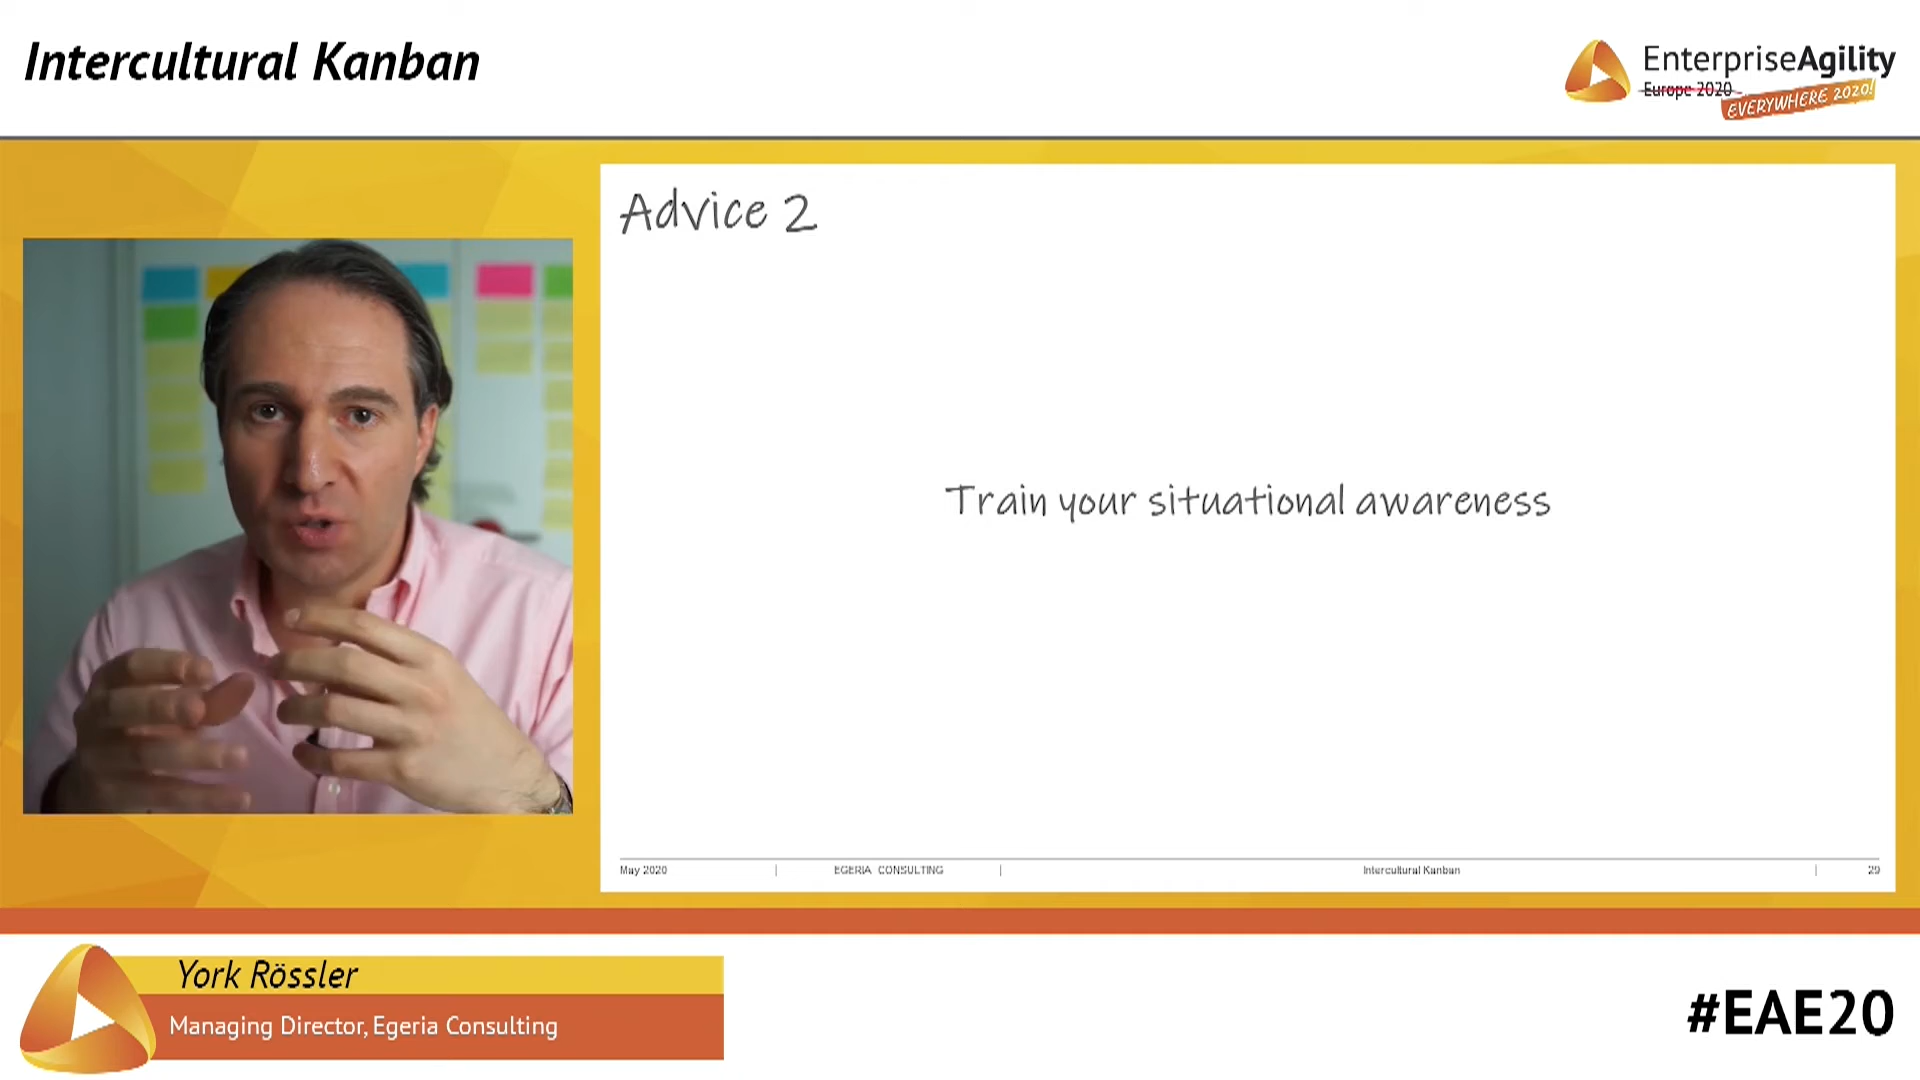 Intercultural Kanban
EnterpriseAgility
Europe 2020
EVERYWHERE 2020!
Advice 2
Train your situational awareness
May 2020 | EGERIA CONSULTING | Intercultural Kanban | 29
York Rössler
Managing Director, Egeria Consulting
#EAE20